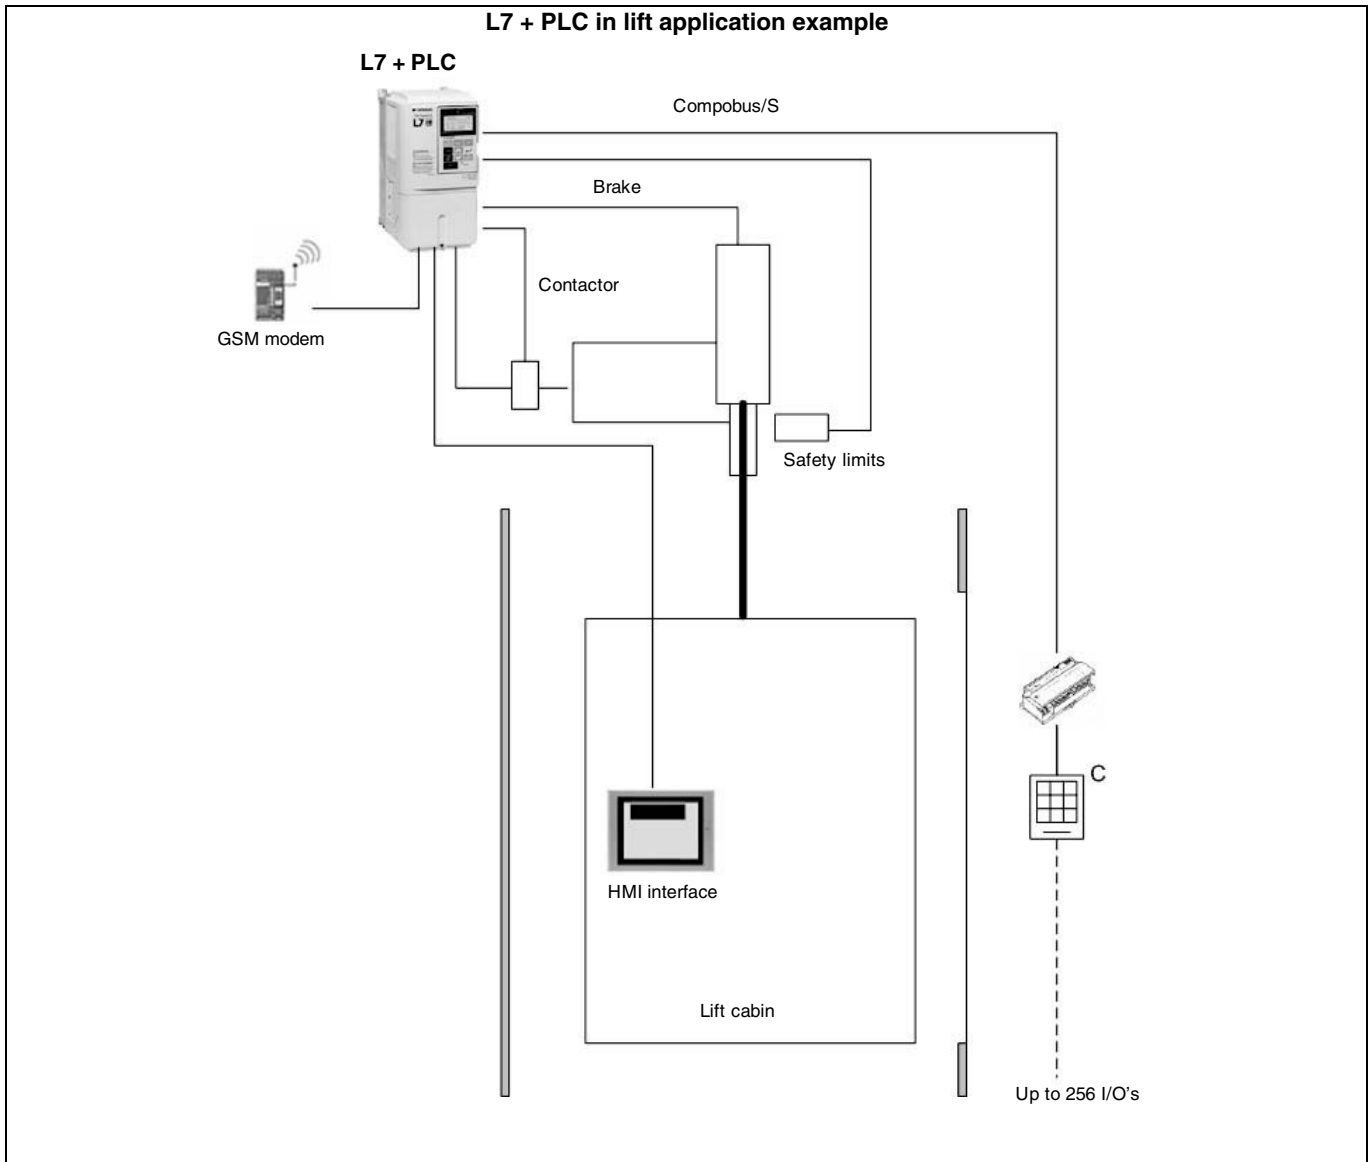 L7 + PLC in lift application example
L7 + PLC
Compobus/S
L7
Brake
Contactor
GSM modem
Safety limits
C
HMI interface
Lift cabin
Up to 256 I/O's